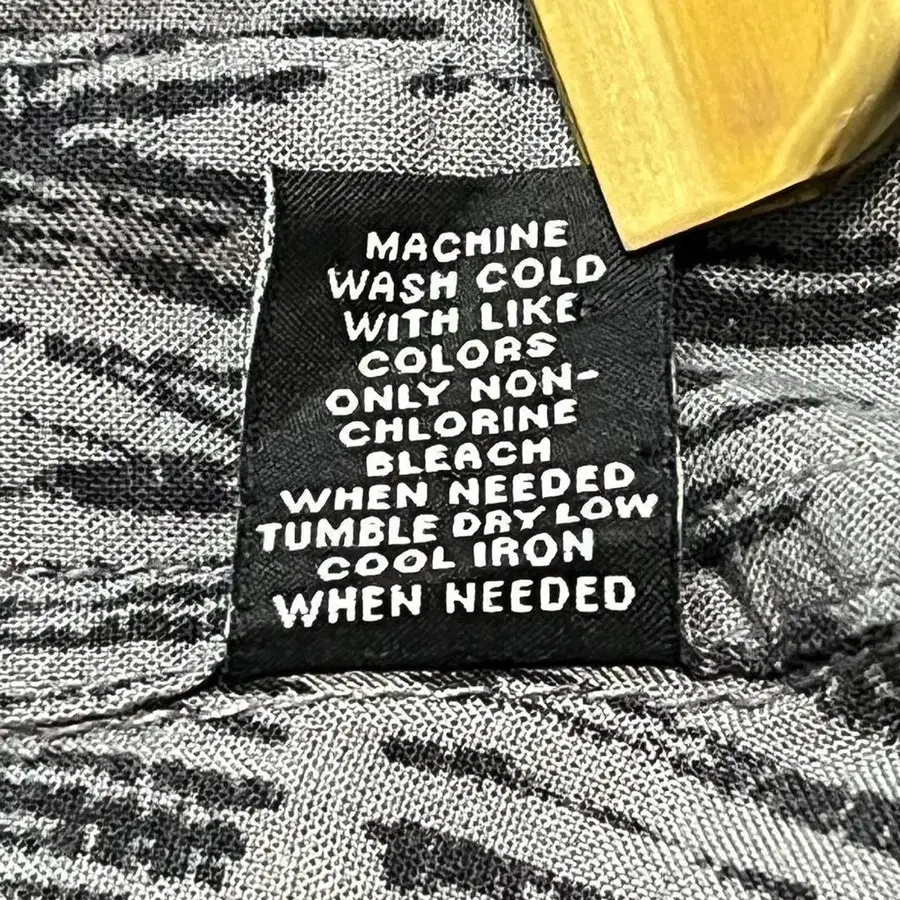 MACHINE
WASH COLD
WITH LIKE
COLORS
ONLY NON-
CHLORINE
BLEACH
WHEN NEEDED
TUMBLE DRY LOW
COOL IRON
WHEN NEEDED